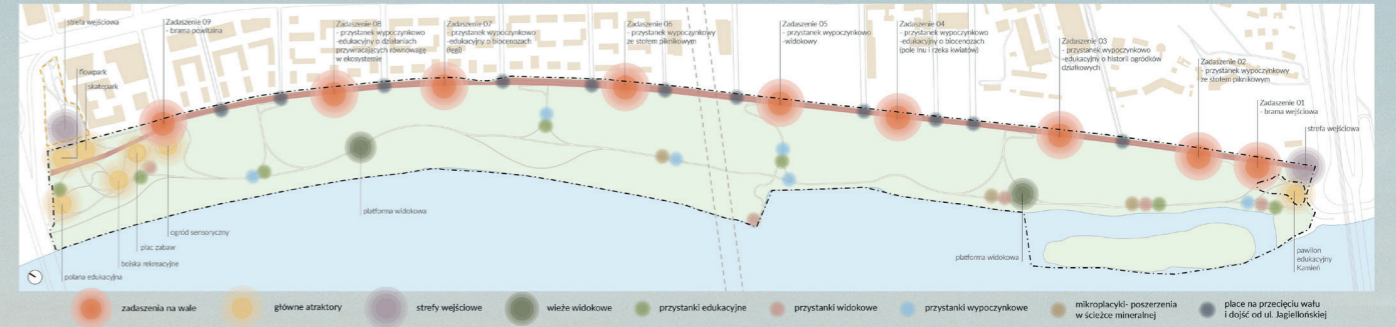 strefa wejściowa
Zadaszenie 09
- brama powitalna
Zadaszenie 08
- przystanek wypoczynkowo
-edukacyjny o działaniach
przywracających równowagę
w ekosystemie
Zadaszenie 07
- przystanek wypoczynkowo
-edukacyjny o biocenozach
(łęgi)
Zadaszenie 06
- przystanek wypoczynkowy
ze stołem piknikowym
Zadaszenie 05
- przystanek wypoczynkowo
-widokowy
Zadaszenie 04
- przystanek wypoczynkowo
-edukacyjny o biocenozach
(pole lnu i rzeka kwiatów)
Zadaszenie 03
- przystanek wypoczynkowo
-edukacyjny o historii ogródków
działkowych
Zadaszenie 02
- przystanek wypoczynkowy
ze stołem piknikowym
Zadaszenie 01
- brama wejściowa
strefa wejściowa
flowpark
skatepark
platforma widokowa
ogród sensoryczny
plac zabaw
boiska rekreacyjne
polana edukacyjna
platforma widokowa
pawilon
edukacyjny
Kamień
zadaszenia na wale
główne atraktory
strefy wejściowe
wieże widokowe
przystanki edukacyjne
przystanki widokowe
przystanki wypoczynkowe
mikroplacyki- poszerzenia
w ścieżce mineralnej
place na przecięciu wału
i dojść od ul. Jagiellońskiej